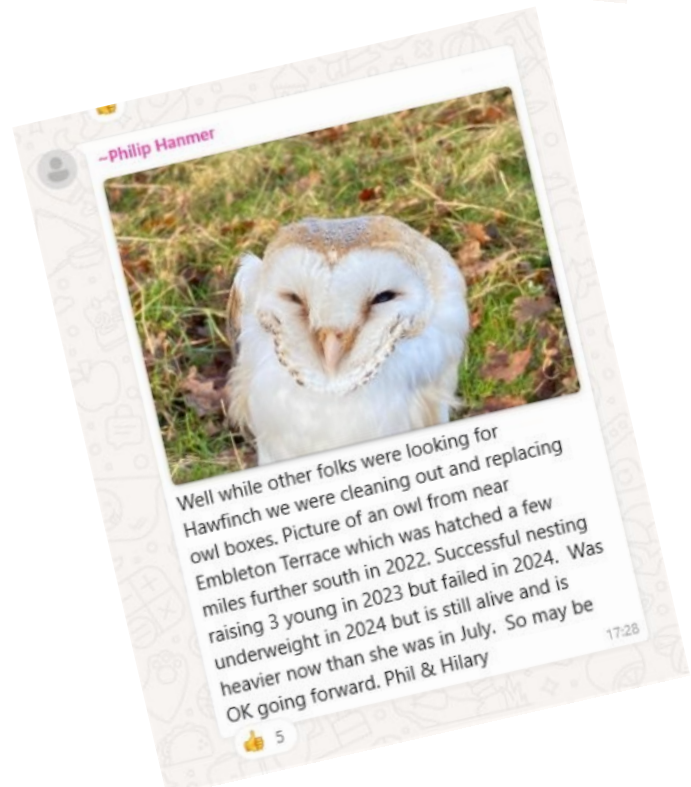 ~Philip Hanmer
Well while other folks were looking for
Hawfinch we were cleaning out and replacing
owl boxes. Picture of an owl from near
Embleton Terrace which was hatched a few
miles further south in 2022. Successful nesting
raising 3 young in 2023 but failed in 2024.  Was
underweight in 2024 but is still alive and is
heavier now than she was in July.  So may be
OK going forward. Phil & Hilary
17:28
5